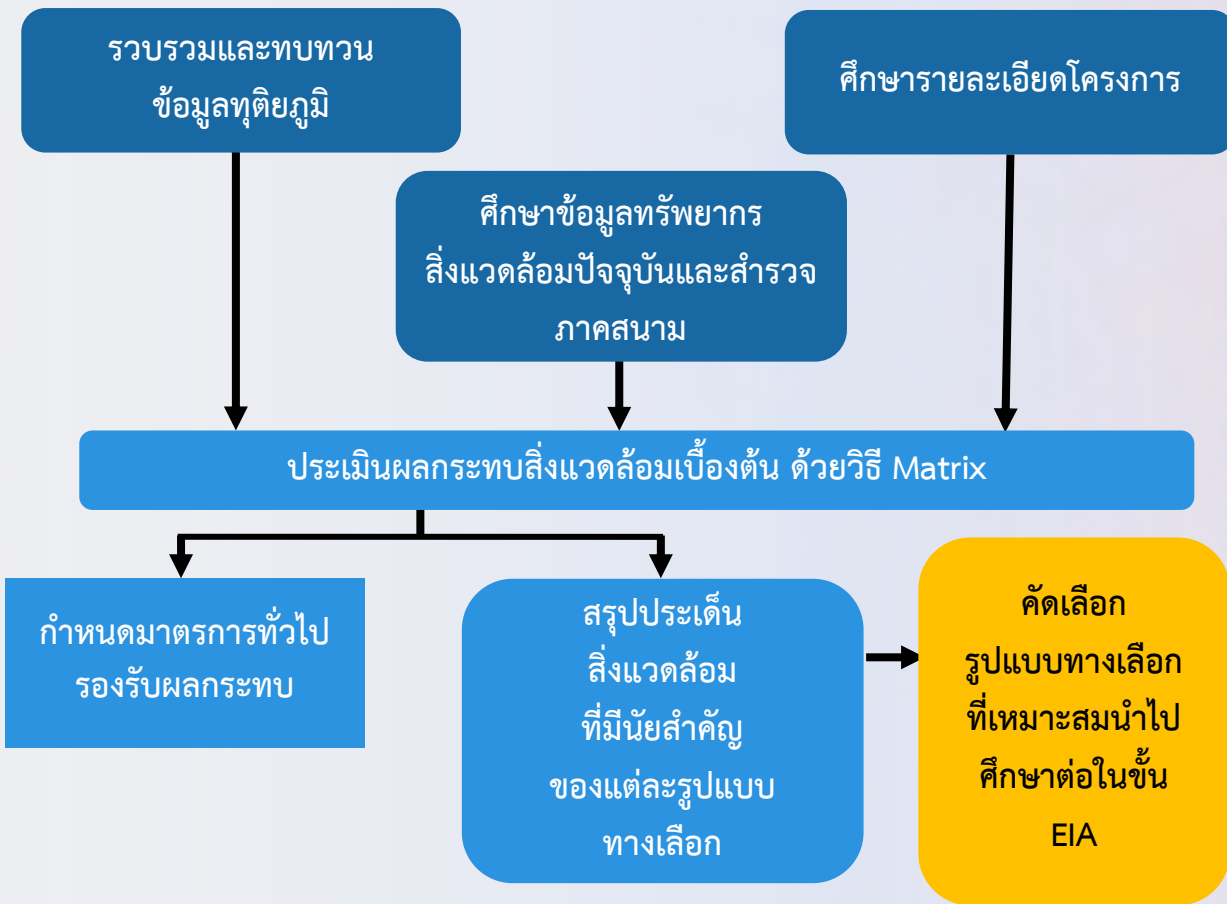 รวบรวมและทบทวน
ข้อมูลทุติยภูมิ
ศึกษารายละเอียดโครงการ
ศึกษาข้อมูลทรัพยากร
สิ่งแวดล้อมปัจจุบันและสำรวจ
ภาคสนาม
ประเมินผลกระทบสิ่งแวดล้อมเบื้องต้น ด้วยวิธี Matrix
กำหนดมาตรการทั่วไป
รองรับผลกระทบ
สรุปประเด็น
สิ่งแวดล้อม
ที่มีนัยสำคัญ
ของแต่ละรูปแบบ
ทางเลือก
คัดเลือก
รูปแบบทางเลือก
ที่เหมาะสมนำไป
ศึกษาต่อในขั้น
EIA